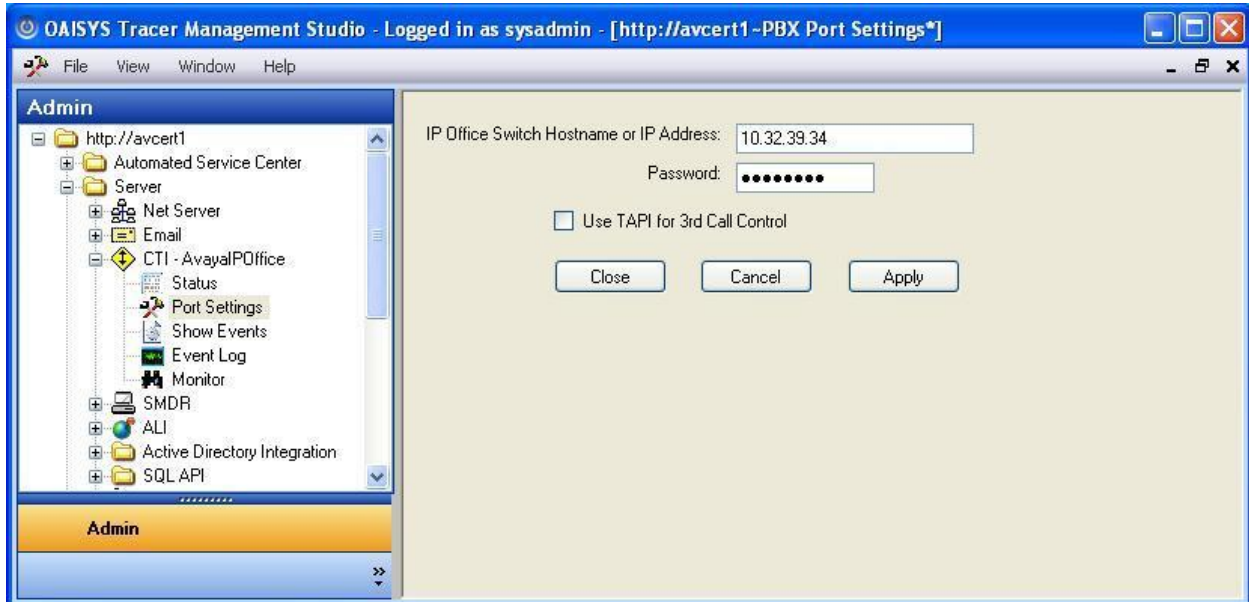 OAISYS Tracer Management Studio - Logged in as sysadmin - [http://avcert1~PBX Port Settings*]
File View Window Help
Admin
http://avcert1
Automated Service Center
Server
Net Server
Email
CTI - AvayaIPOffice
Status
Port Settings
Show Events
Event Log
Monitor
SMDR
ALI
Active Directory Integration
SQL API
Admin
IP Office Switch Hostname or IP Address: 10.32.39.34
Password: ●●●●●●●●
Use TAPI for 3rd Call Control
Close Cancel Apply